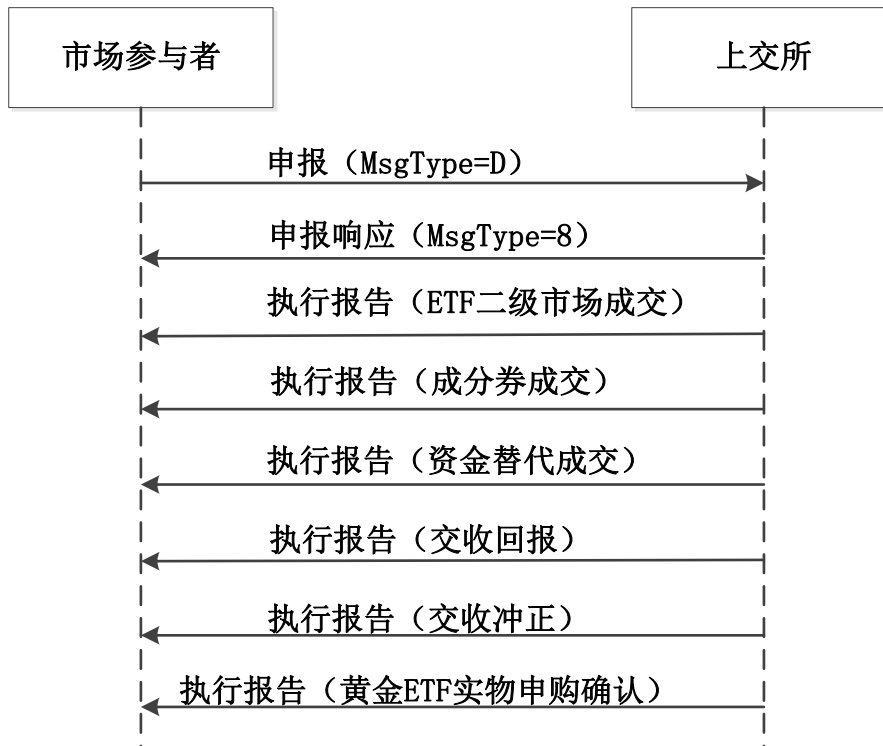 市场参与者
上交所
申报（MsgType=D）
申报响应（MsgType=8）
执行报告（ETF二级市场成交）
执行报告（成分券成交）
执行报告（资金替代成交）
执行报告（交收回报）
执行报告（交收冲正）
执行报告（黄金ETF实物申购确认）